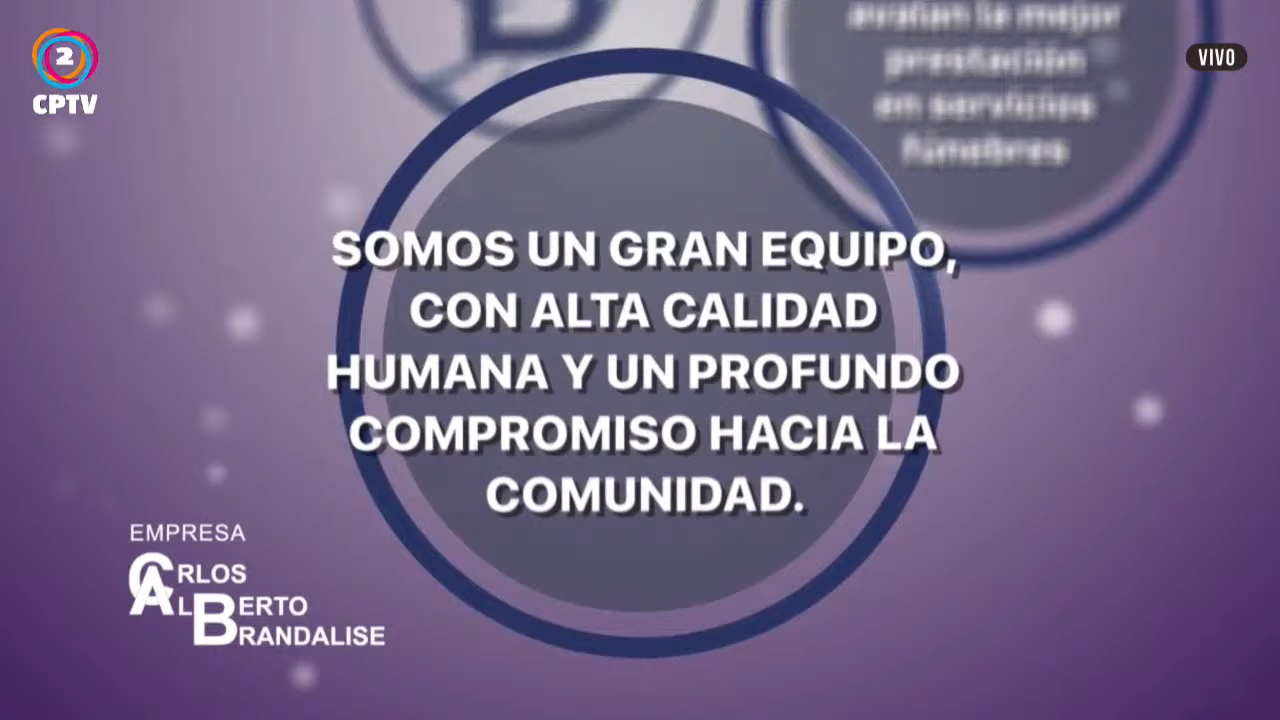 2
CPTV
VIVO
avalan la mejor
prestación
en servicios
fúnebres
SOMOS UN GRAN EQUIPO,
CON ALTA CALIDAD
HUMANA Y UN PROFUNDO
COMPROMISO HACIA LA
COMUNIDAD.
EMPRESA
CARLOS
ALBERTO
BRANDALISE